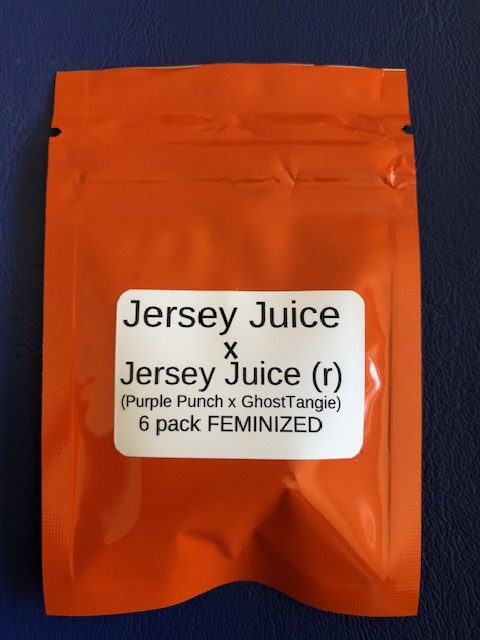 Jersey Juice
x
Jersey Juice (r)
(Purple Punch x GhostTangie)
6 pack FEMINIZED